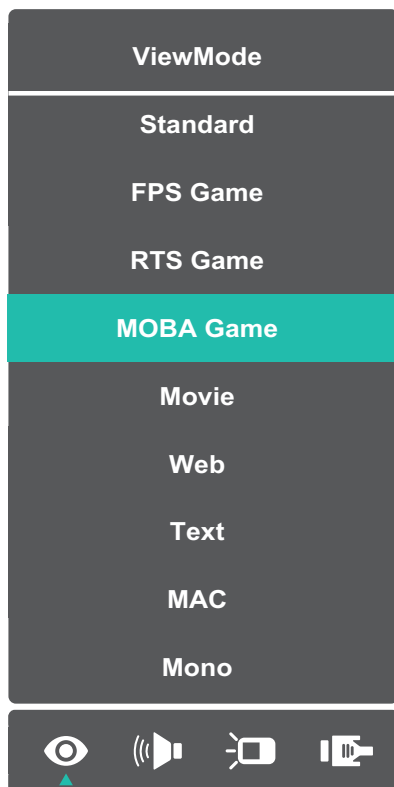 ViewMode
Standard
FPS Game
RTS Game
MOBA Game
Movie
Web
Text
MAC
Mono